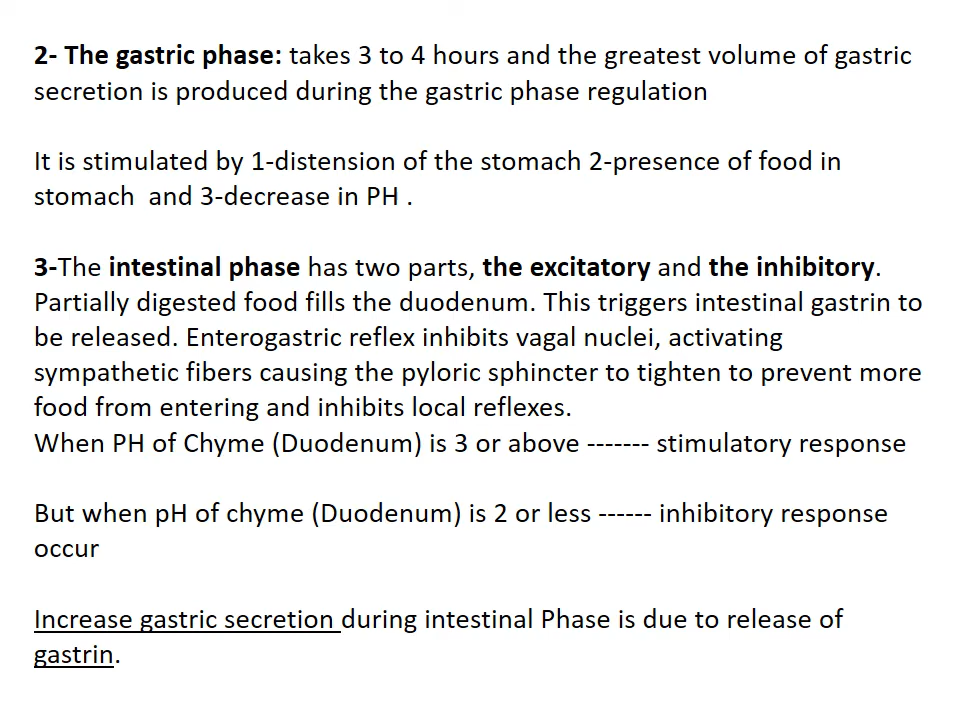 2- The gastric phase: takes 3 to 4 hours and the greatest volume of gastric
secretion is produced during the gastric phase regulation
It is stimulated by 1-distension of the stomach 2-presence of food in
stomach  and 3-decrease in PH .
3-The intestinal phase has two parts, the excitatory and the inhibitory.
Partially digested food fills the duodenum. This triggers intestinal gastrin to
be released. Enterogastric reflex inhibits vagal nuclei, activating
sympathetic fibers causing the pyloric sphincter to tighten to prevent more
food from entering and inhibits local reflexes.
When PH of Chyme (Duodenum) is 3 or above ------- stimulatory response
But when pH of chyme (Duodenum) is 2 or less ------ inhibitory response
occur
Increase gastric secretion during intestinal Phase is due to release of
gastrin.